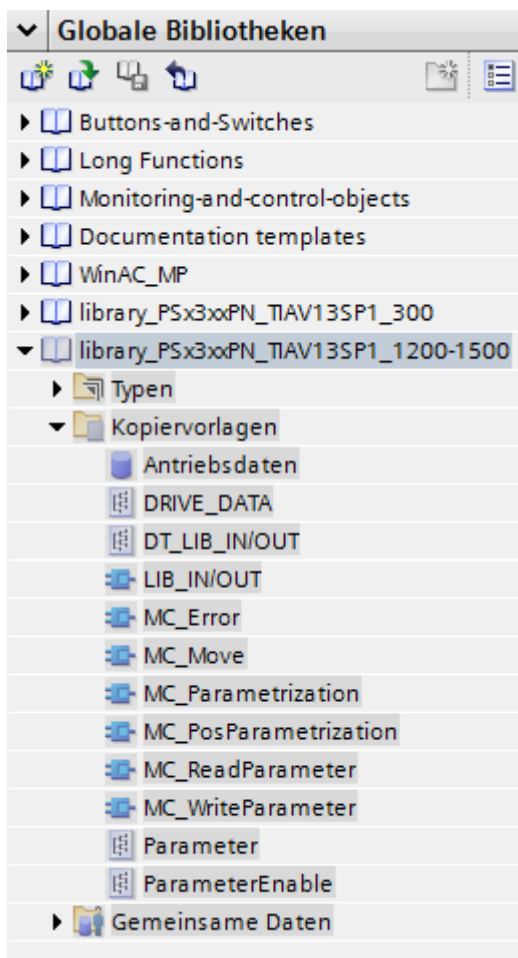 Globale Bibliotheken
Buttons-and-Switches
Long Functions
Monitoring-and-control-objects
Documentation templates
WinAC_MP
library_PSx3xxPN_TIAV13SP1_300
library_PSx3xxPN_TIAV13SP1_1200-1500
Typen
Kopiervorlagen
Antriebsdaten
DRIVE_DATA
DT_LIB_IN/OUT
LIB_IN/OUT
MC_Error
MC_Move
MC_Parametrization
MC_PosParametrization
MC_ReadParameter
MC_WriteParameter
Parameter
ParameterEnable
Gemeinsame Daten